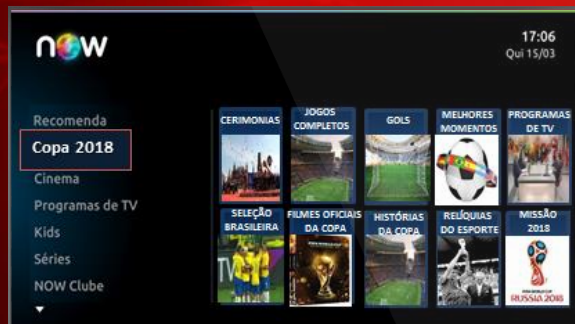 now
17:06
Qui 15/03
Recomenda
Copa 2018
Cinema
Programas de TV
Kids
Séries
NOW Clube
CERIMONIAS
JOGOS
COMPLETOS
GOLS
MELHORES
MOMENTOS
PROGRAMAS
DE TV
SELEÇÃO
BRASILEIRA
FILMES OFICIAIS
DA COPA
HISTÓRIAS
DA COPA
RELÍQUIAS
DO ESPORTE
MISSÃO
2018
RUSSIA 2018